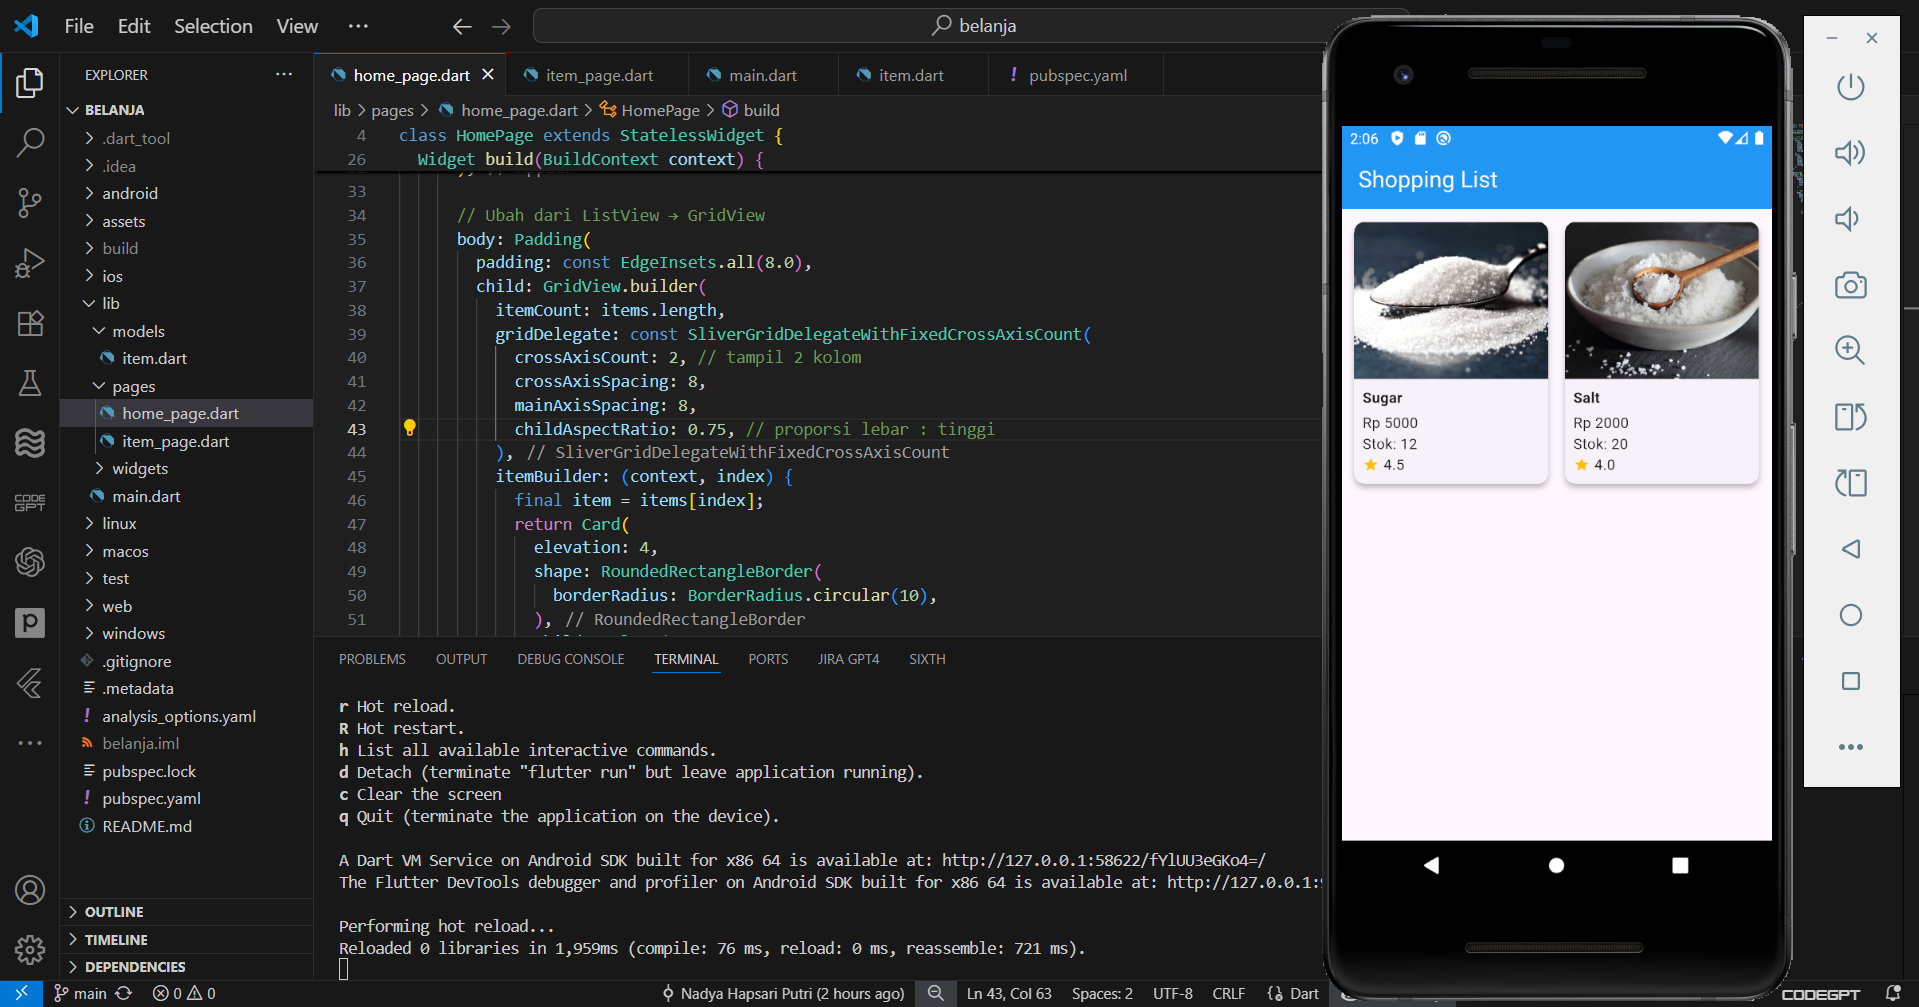 File Edit Selection View ··· belanja
EXPLORER ···
BELANJA
.dart_tool
.idea
android
assets
build
ios
lib
models
item.dart
pages
home_page.dart
item_page.dart
widgets
main.dart
linux
macos
test
web
windows
.gitignore
.metadata
analysis_options.yaml
belanja.iml
pubspec.lock
pubspec.yaml
README.md
OUTLINE
TIMELINE
DEPENDENCIES
CODE
GPT
home_page.dart item_page.dart main.dart item.dart ! pubspec.yaml
lib > pages > home_page.dart > HomePage > build
4 class HomePage extends StatelessWidget {
26 Widget build(BuildContext context) {
33
34 // Ubah dari ListView → GridView
35 body: Padding(
36 padding: const EdgeInsets.all(8.0),
37 child: GridView.builder(
38 itemCount: items.length,
39 gridDelegate: const SliverGridDelegateWithFixedCrossAxisCount(
40 crossAxisCount: 2, // tampil 2 kolom
41 crossAxisSpacing: 8,
42 mainAxisSpacing: 8,
43 childAspectRatio: 0.75, // proporsi lebar : tinggi
44 ), // SliverGridDelegateWithFixedCrossAxisCount
45 itemBuilder: (context, index) {
46 final item = items[index];
47 return Card(
48 elevation: 4,
49 shape: RoundedRectangleBorder(
50 borderRadius: BorderRadius.circular(10),
51 ), // RoundedRectangleBorder
PROBLEMS OUTPUT DEBUG CONSOLE TERMINAL PORTS JIRA GPT4 SIXTH
r Hot reload.
R Hot restart.
h List all available interactive commands.
d Detach (terminate "flutter run" but leave application running).
c Clear the screen
q Quit (terminate the application on the device).
A Dart VM Service on Android SDK built for x86 64 is available at: http://127.0.0.1:58622/fYlUU3eGKo4=/
The Flutter DevTools debugger and profiler on Android SDK built for x86 64 is available at: http://127.0.0.1:
Performing hot reload...
Reloaded 0 libraries in 1,959ms (compile: 76 ms, reload: 0 ms, reassemble: 721 ms).
main 0 0 Nadya Hapsari Putri (2 hours ago) Ln 43, Col 63 Spaces: 2 UTF-8 CRLF Dart CODEGPT
2:06
Shopping List
Sugar
Rp 5000
Stok: 12
4.5
Salt
Rp 2000
Stok: 20
4.0